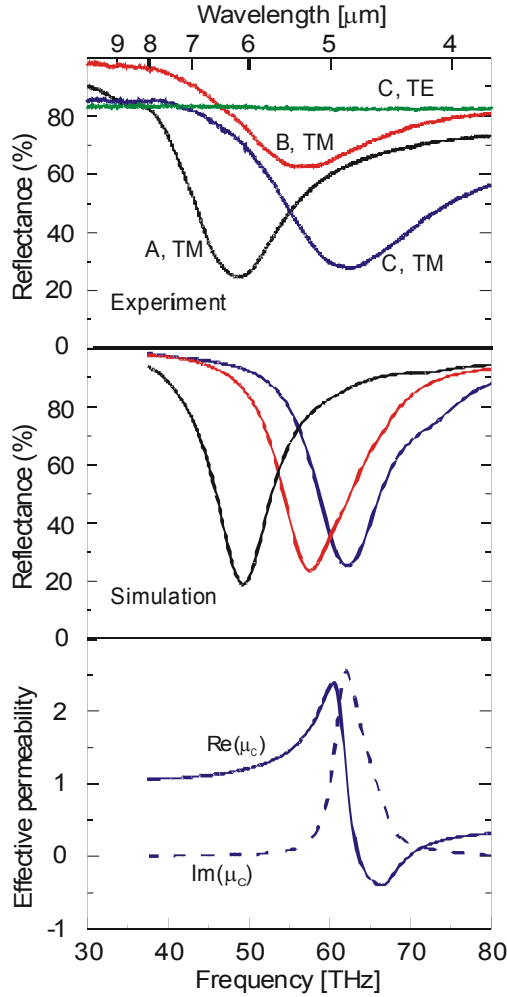 Wavelength [μm]
9 8 7 6 5 4
C, TE
80
B, TM
60
Reflectance (%)
40
A, TM
C, TM
20
Experiment
0
80
60
Reflectance (%)
40
20
Simulation
0
2
Effective permeability
Re(μC)
1
0
Im(μC)
-1
30 40 50 60 70 80
Frequency [THz]